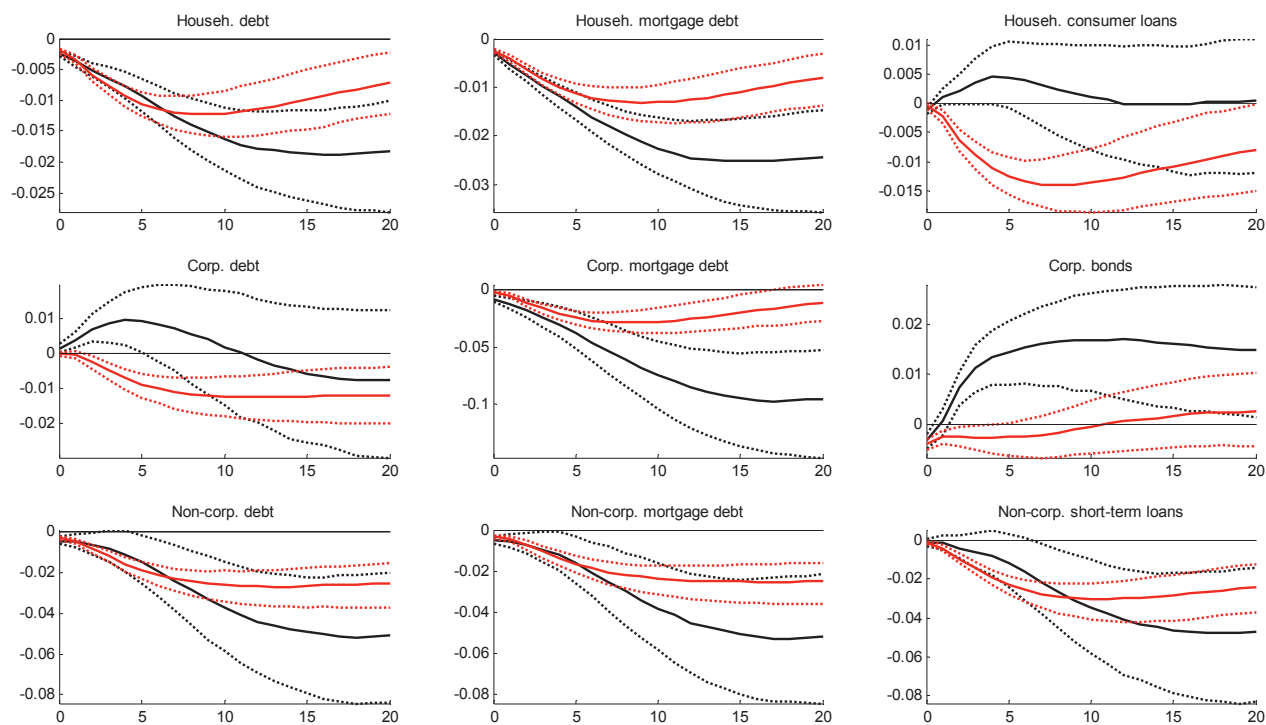 Househ. debt
0
-0.005
-0.01
-0.015
-0.02
-0.025
0 5 10 15 20
Househ. mortgage debt
0
-0.01
-0.02
-0.03
0 5 10 15 20
Househ. consumer loans
0.01
0.005
0
-0.005
-0.01
-0.015
0 5 10 15 20
Corp. debt
0.01
0
-0.01
-0.02
0 5 10 15 20
Corp. mortgage debt
0
-0.05
-0.1
0 5 10 15 20
Corp. bonds
0.02
0.01
0
0 5 10 15 20
Non-corp. debt
0
-0.02
-0.04
-0.06
-0.08
0 5 10 15 20
Non-corp. mortgage debt
0
-0.02
-0.04
-0.06
-0.08
0 5 10 15 20
Non-corp. short-term loans
0
-0.02
-0.04
-0.06
-0.08
0 5 10 15 20